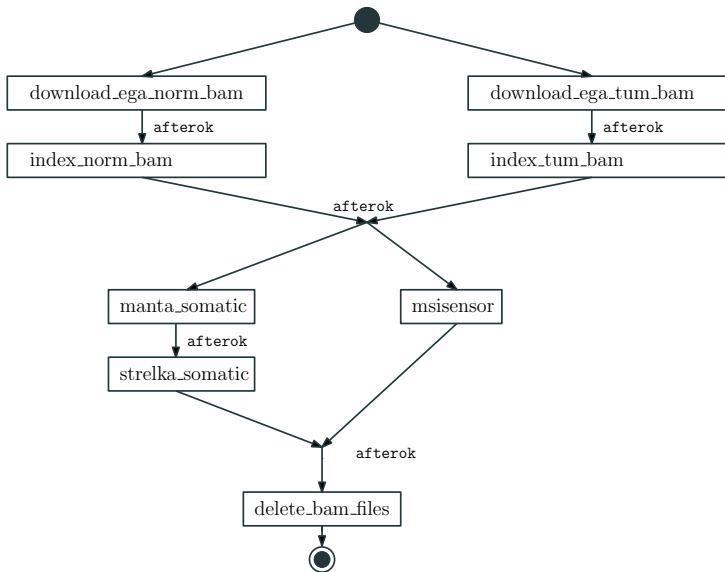 download_ega_norm_bam
download_ega_tum_bam
afterok
afterok
index_norm_bam
index_tum_bam
afterok
manta_somatic
msisensor
afterok
strelka_somatic
afterok
delete_bam_files